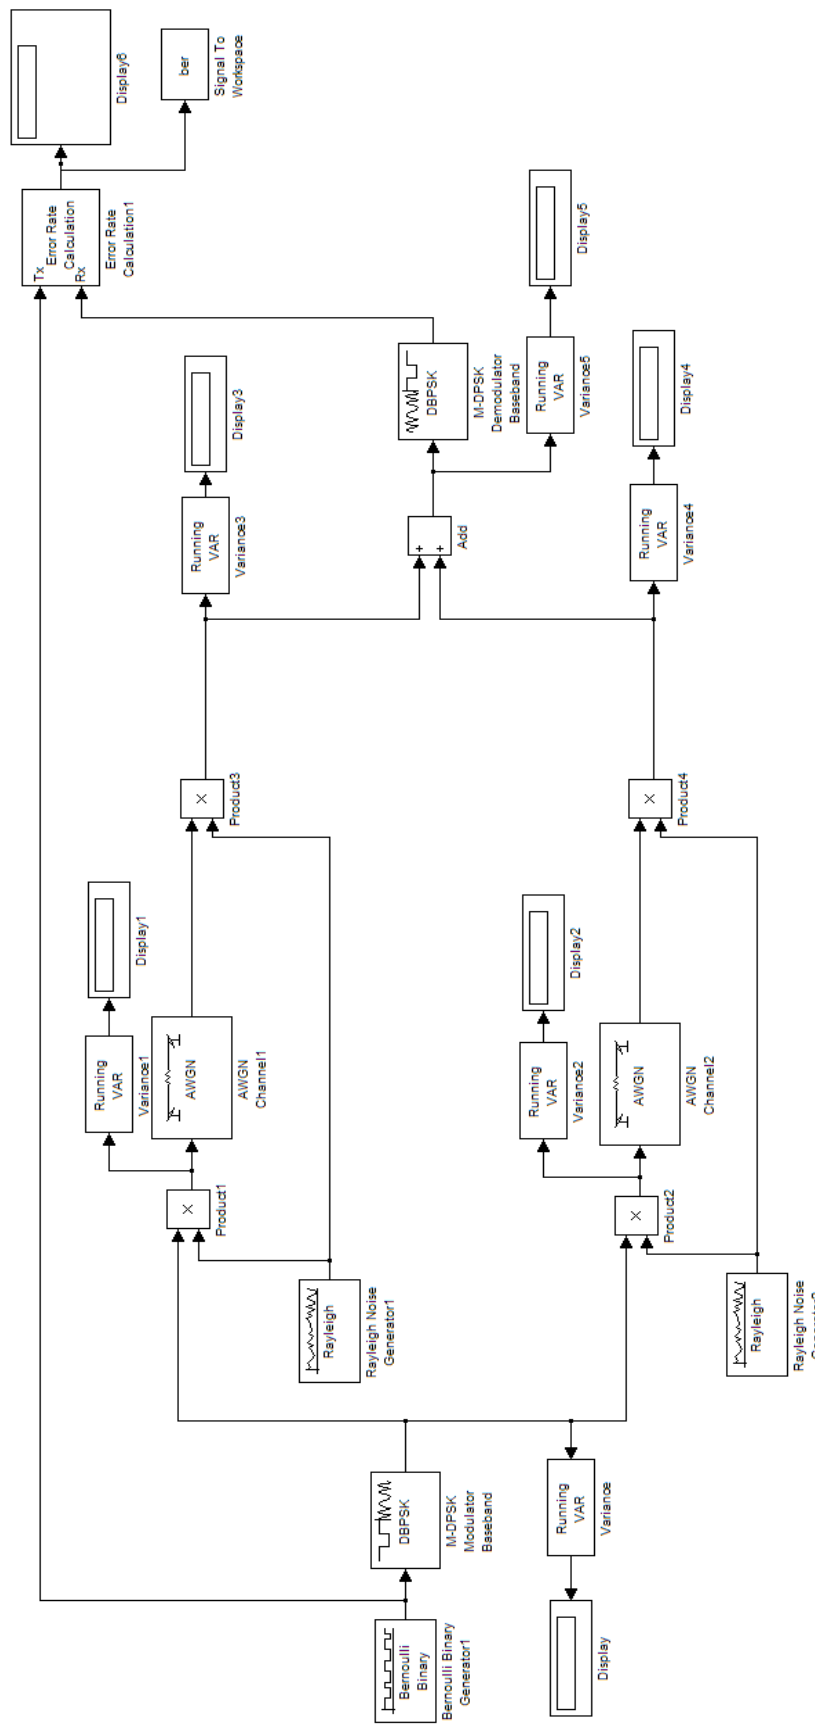 Display6
ber
Signal To
Workspace
Tx
Rx
Error Rate
Calculation
Error Rate
Calculation1
Display5
Running
VAR
Variance5
DBPSK
M-DPSK
Demodulator
Baseband
Display3
Running
VAR
Variance3
Display4
Running
VAR
Variance4
+
+
Add
×
Product3
×
Product4
Display1
Running
VAR
Variance1
AWGN
AWGN
Channel1
×
Product1
Display2
Running
VAR
Variance2
AWGN
AWGN
Channel2
×
Product2
Rayleigh
Rayleigh Noise
Generator1
Rayleigh
Rayleigh Noise
DBPSK
M-DPSK
Modulator
Baseband
Running
VAR
Variance
Display
Bernoulli
Binary
Bernoulli Binary
Generator1